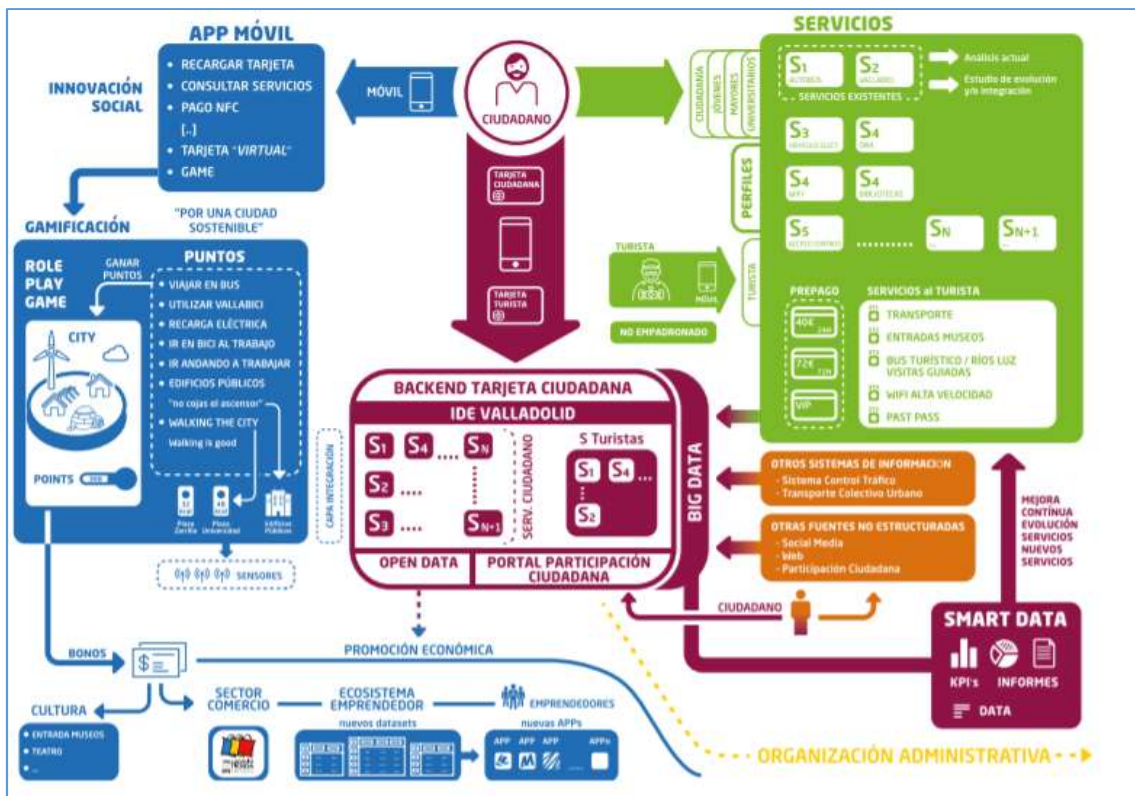 APP MÓVIL
• RECARGAR TARJETA
• CONSULTAR SERVICIOS
• PAGO NFC
[..]
• TARJETA "VIRTUAL"
• GAME
INNOVACIÓN
SOCIAL
MÓVIL
CIUDADANO
TARJETA
CIUDADANA
TARJETA
TURISTA
SERVICIOS
CIUDADANÍA
JÓVENES
MAYORES
UNIVERSITARIOS
PERFILES
TURISTA
S1
S2
VALLABICI
SERVICIOS EXISTENTES
Análisis actual
Estudio de evolución
y/o integración
S3
S4
S4
WIFI
S4
BIBLIOTECAS
S5
SN
SN+1
TURISTA
MÓVIL
NO EMPADRONADO
PREPAGO
40€
24H
72€
72H
VIP
SERVICIOS al TURISTA
TRANSPORTE
ENTRADAS MUSEOS
BUS TURÍSTICO / RÍOS LUZ
VISITAS GUIADAS
WIFI ALTA VELOCIDAD
PAST PASS
GAMIFICACIÓN
"POR UNA CIUDAD
SOSTENIBLE"
ROLE
PLAY
GAME
GANAR
PUNTOS
CITY
POINTS
PUNTOS
• VIAJAR EN BUS
• UTILIZAR VALLABICI
• RECARGA ELÉCTRICA
• IR EN BICI AL TRABAJO
• IR ANDANDO A TRABAJAR
• EDIFICIOS PÚBLICOS
"no cojas el ascensor"
• WALKING THE CITY
Walking is good
Plaza
Zorrilla
Plaza
Universidad
Edificios
Públicos
SENSORES
CAPA INTEGRACIÓN
BACKEND TARJETA CIUDADANA
IDE VALLADOLID
S1 S4 .... SN
S2 ....
S3 .... SN+1
SERV. CIUDADANO
S Turistas
S1 S4 ...
S2
OPEN DATA
PORTAL PARTICIPACIÓN
CIUDADANA
BIG DATA
OTROS SISTEMAS DE INFORMACIÓN
- Sistema Control Tráfico
- Transporte Colectivo Urbano
OTRAS FUENTES NO ESTRUCTURADAS
- Social Media
- Web
- Participación Ciudadana
CIUDADANO
MEJORA
CONTÍNUA
EVOLUCIÓN
SERVICIOS
NUEVOS
SERVICIOS
SMART DATA
KPI's
INFORMES
DATA
BONOS
PROMOCIÓN ECONÓMICA
CULTURA
• ENTRADA MUSEOS
• TEATRO
• ...
SECTOR
COMERCIO
ECOSISTEMA
EMPRENDEDOR
nuevos datasets
EMPRENDEDORES
nuevas APPs
APP APP APP APPn
ORGANIZACIÓN ADMINISTRATIVA